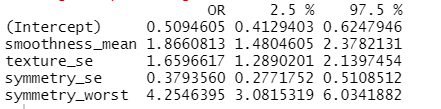 OR 2.5 % 97.5 %
(Intercept) 0.5094605 0.4129403 0.6247946
smoothness_mean 1.8660813 1.4804605 2.3782131
texture_se 1.6596617 1.2890201 2.1397454
symmetry_se 0.3793560 0.2771752 0.5108512
symmetry_worst 4.2546395 3.0815319 6.0341882